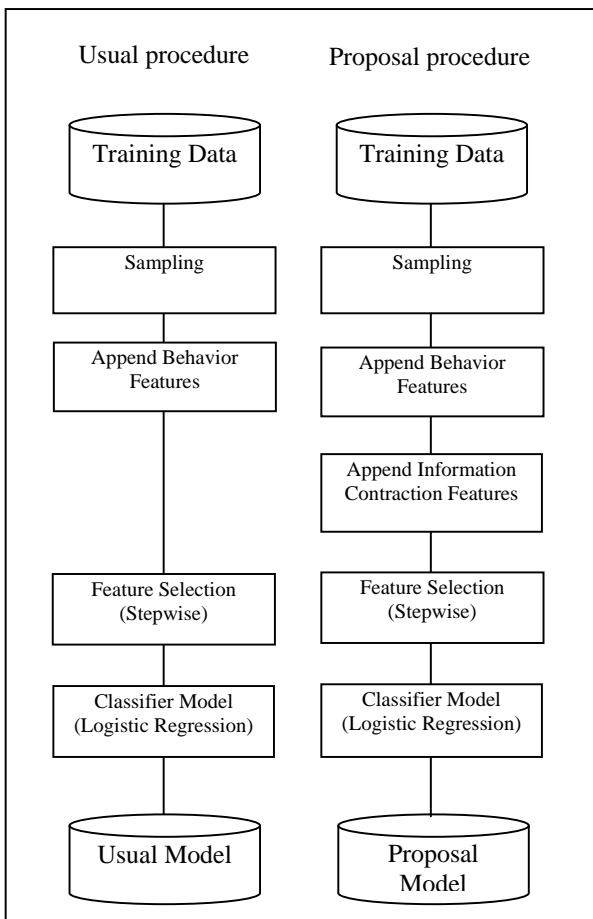 Usual procedure
Training Data
Sampling
Append Behavior
Features
Feature Selection
(Stepwise)
Classifier Model
(Logistic Regression)
Usual Model
Proposal procedure
Training Data
Sampling
Append Behavior
Features
Append Information
Contraction Features
Feature Selection
(Stepwise)
Classifier Model
(Logistic Regression)
Proposal
Model